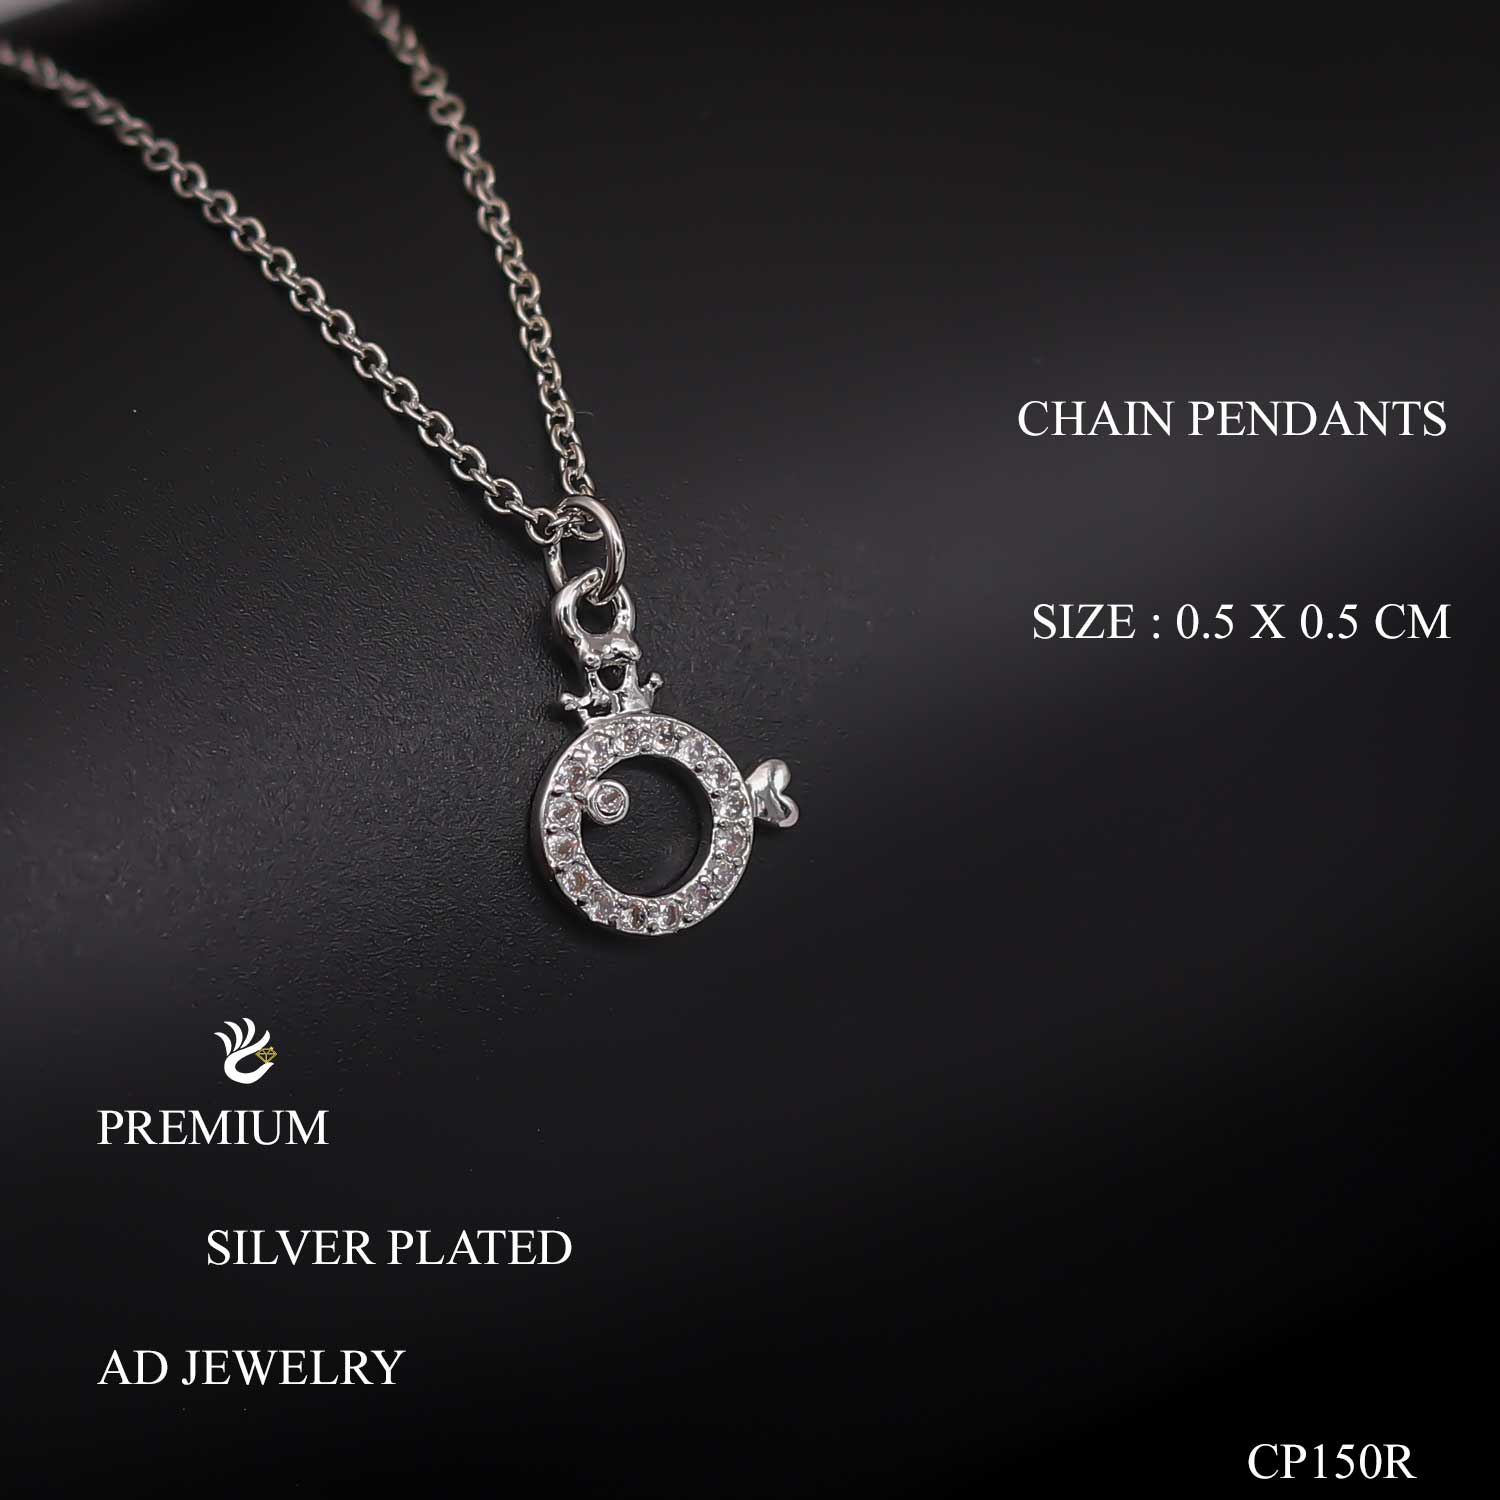 CHAIN PENDANTS
SIZE : 0.5 X 0.5 CM
PREMIUM
SILVER PLATED
AD JEWELRY
CP150R